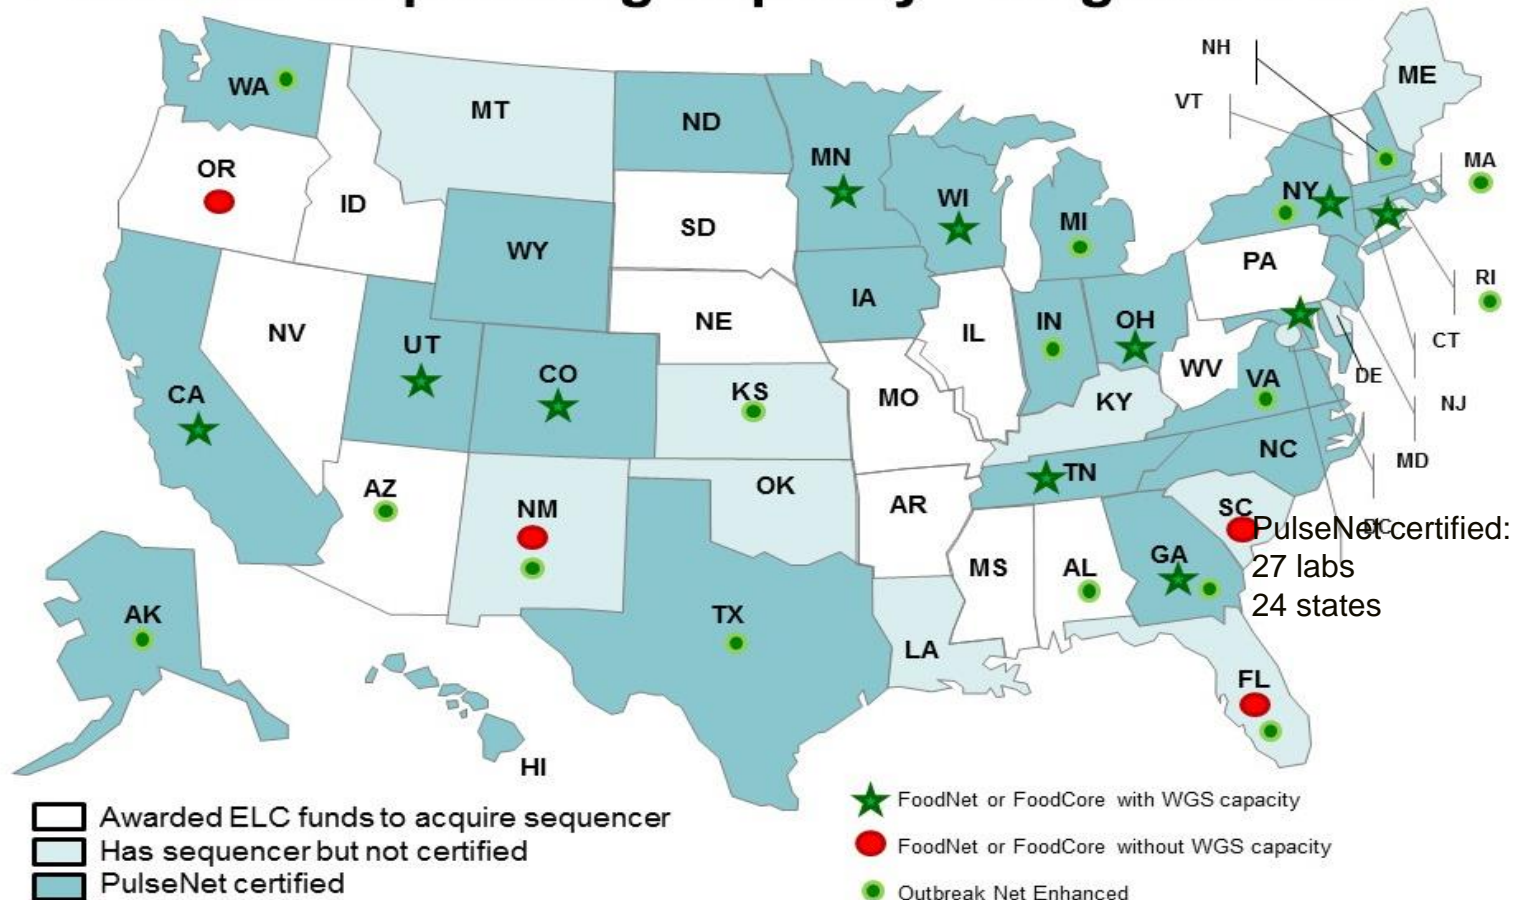 NH
ME
VT
WA
MT
ND
MN
OR
ID
MA
WI
NY
SD
MI
WY
PA
RI
IA
NE
NV
IL
IN
OH
UT
CT
WV
DE
CO
VA
CA
KS
MO
KY
NJ
NC
MD
TN
AZ
OK
AR
NM
SC
DC
PulseNet certified:
27 labs
24 states
GA
MS
AL
AK
TX
LA
FL
HI
Awarded ELC funds to acquire sequencer
Has sequencer but not certified
PulseNet certified
FoodNet or FoodCore with WGS capacity
FoodNet or FoodCore without WGS capacity
Outbreak Net Enhanced